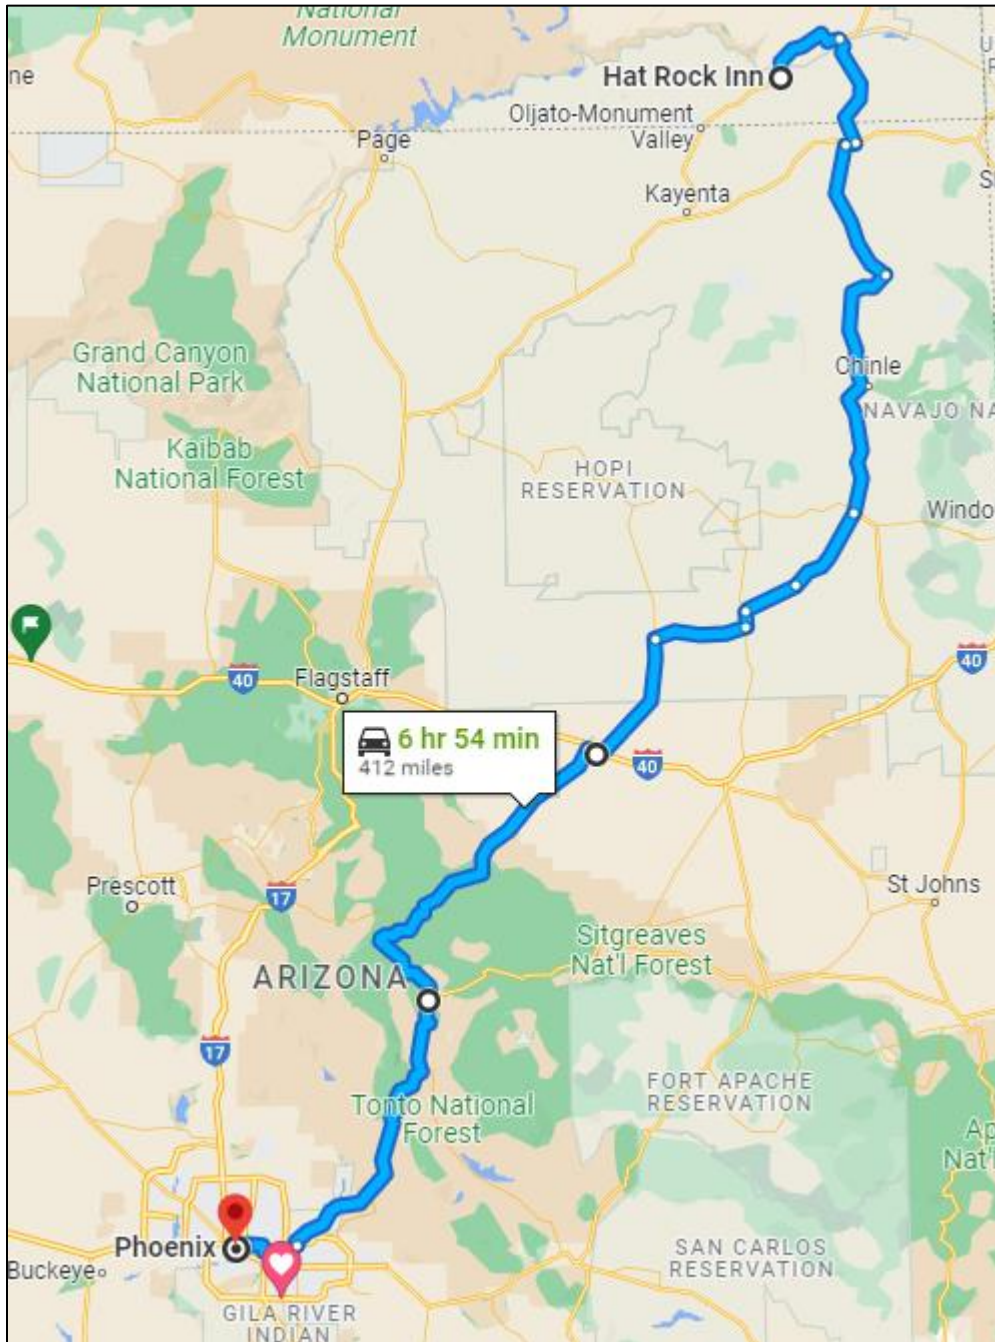 National
Monument
ne
Hat Rock Inn
Oljato-Monument
Valley
Page
Kayenta
S
Grand Canyon
National Park
Chinle
NAVAJO NA
Kaibab
National Forest
HOPI
RESERVATION
Windo
40
Flagstaff
40
6 hr 54 min
412 miles
40
Prescott
17
St Johns
Sitgreaves
Nat'l Forest
ARIZONA
17
FORT APACHE
RESERVATION
Tonto National
Forest
Ap
Nat'l
Phoenix
Buckeye
SAN CARLOS
RESERVATION
GILA RIVER
INDIAN